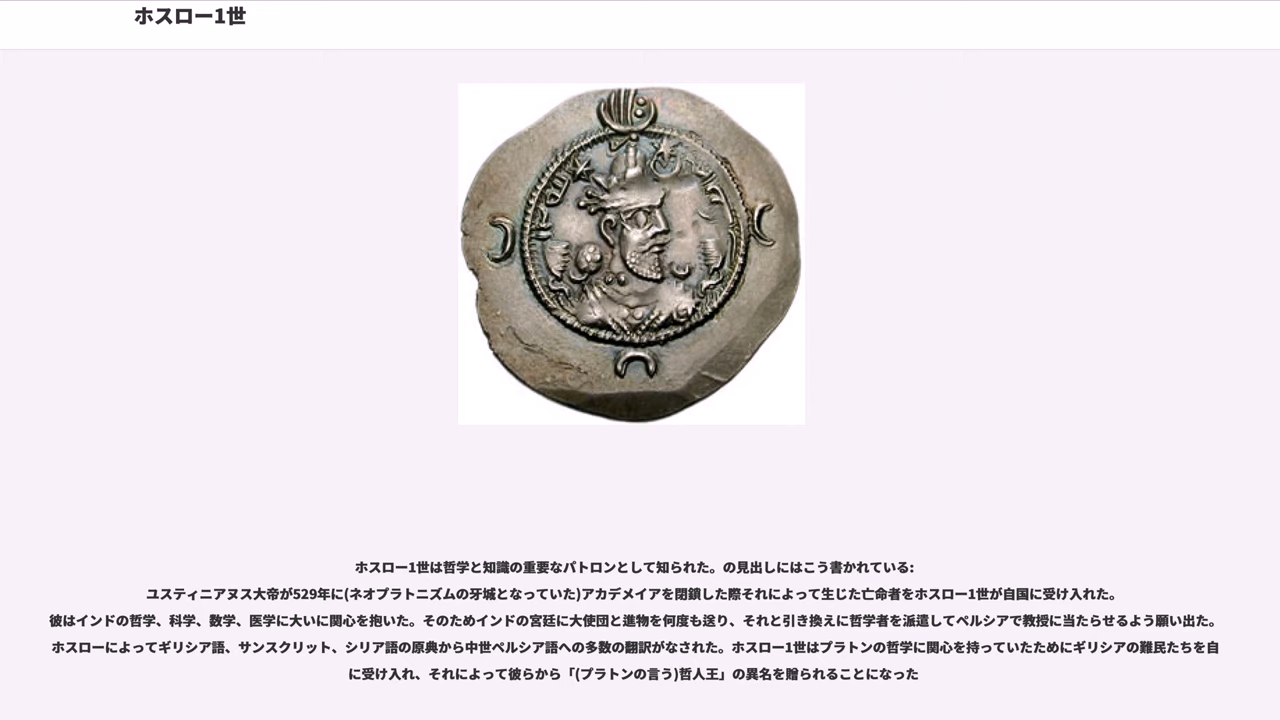 ホスロー1世
ホスロー1世は哲学と知識の重要なパトロンとして知られた。の見出しにはこう書かれている:
ユスティニアヌス大帝が529年に(ネオプラトニズムの牙城となっていた)アカデメイアを閉鎖した際それによって生じた亡命者をホスロー1世が自国に受け入れた。
彼はインドの哲学、科学、数学、医学に大いに関心を抱いた。そのためインドの宮廷に大使団と進物を何度も送り、それと引き換えに哲学者を派遣してペルシアで教授に当たらせるよう願い出た。
ホスローによってギリシア語、サンスクリット、シリア語の原典から中世ペルシア語への多数の翻訳がなされた。ホスロー1世はプラトンの哲学に関心を持っていたためにギリシアの難民たちを自
に受け入れ、それによって彼らから「(プラトンの言う)哲人王」の異名を贈られることになった